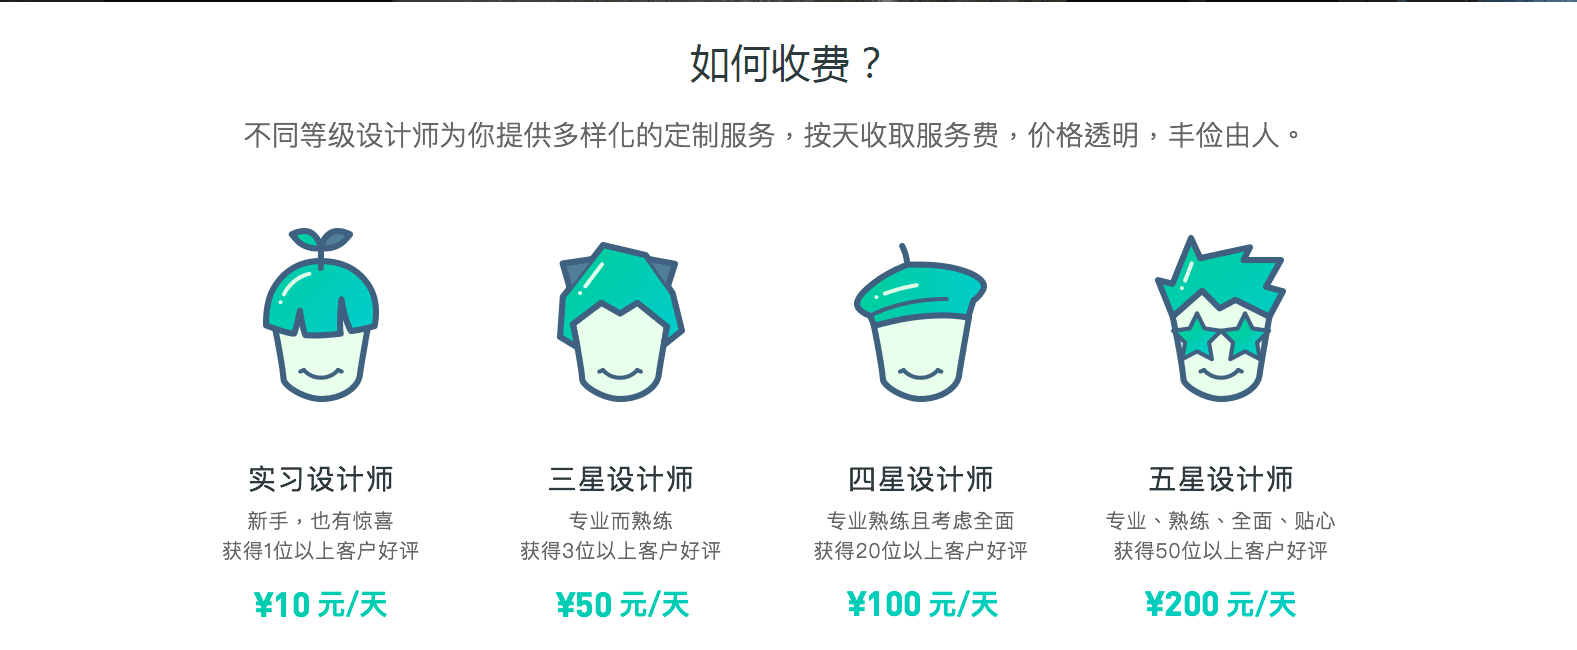 如何收费？
不同等级设计师为你提供多样化的定制服务，按天收取服务费，价格透明，丰俭由人。
实习设计师
新手，也有惊喜
获得1位以上客户好评
¥10 元/天
三星设计师
专业而熟练
获得3位以上客户好评
¥50 元/天
四星设计师
专业熟练且考虑全面
获得20位以上客户好评
¥100 元/天
五星设计师
专业、熟练、全面、贴心
获得50位以上客户好评
¥200 元/天